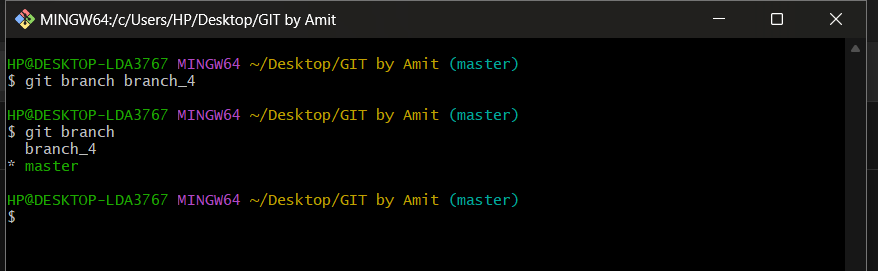 MINGW64:/c/Users/HP/Desktop/GIT by Amit
HP@DESKTOP-LDA3767 MINGW64 ~/Desktop/GIT by Amit (master)
$ git branch branch_4
HP@DESKTOP-LDA3767 MINGW64 ~/Desktop/GIT by Amit (master)
$ git branch
  branch_4
* master
HP@DESKTOP-LDA3767 MINGW64 ~/Desktop/GIT by Amit (master)
$